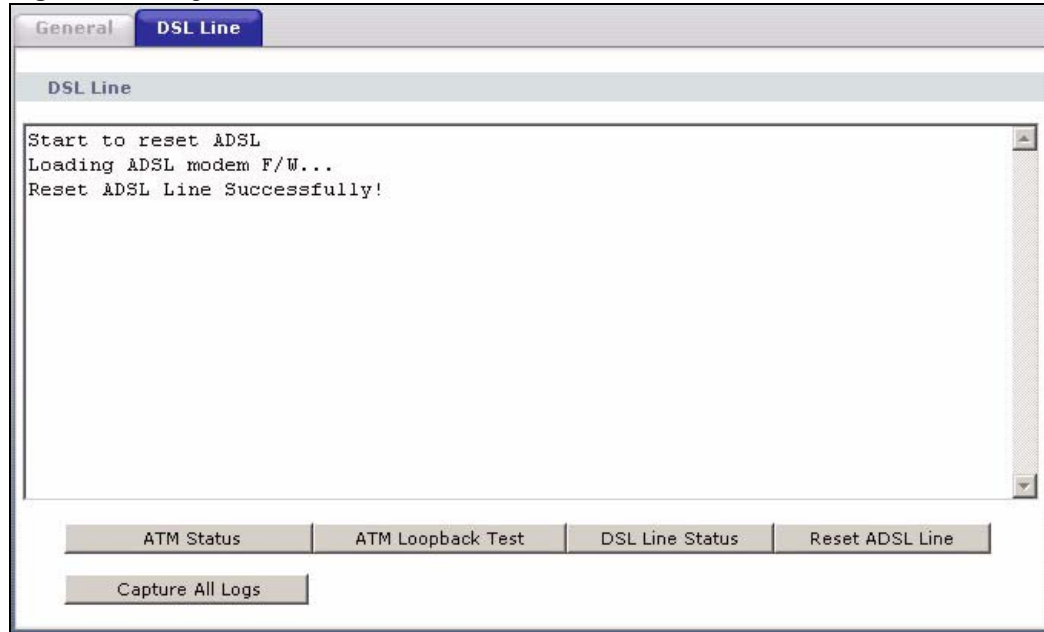 General DSL Line
DSL Line
Start to reset ADSL
Loading ADSL modem F/W...
Reset ADSL Line Successfully!
ATM Status ATM Loopback Test DSL Line Status Reset ADSL Line
Capture All Logs